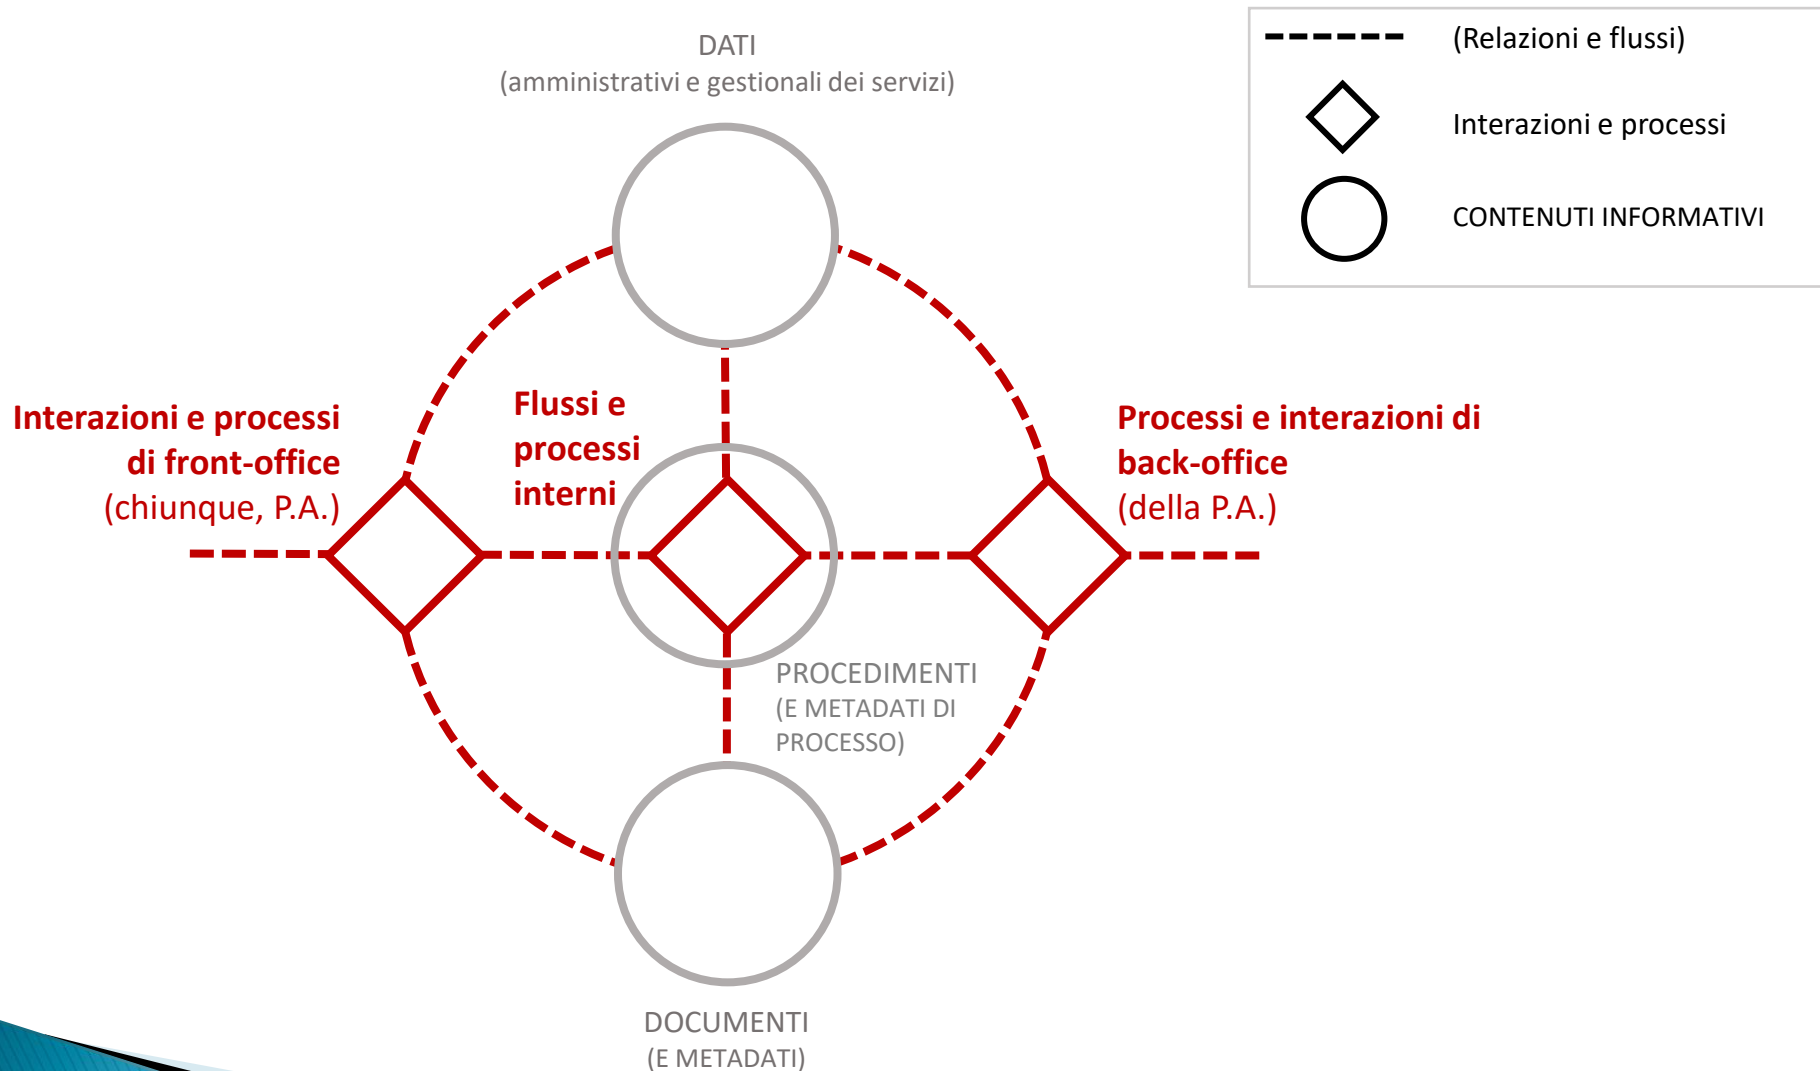 DATI
(amministrativi e gestionali dei servizi)
(Relazioni e flussi)
Interazioni e processi
CONTENUTI INFORMATIVI
Interazioni e processi
di front-office
(chiunque, P.A.)
Flussi e
processi
interni
Processi e interazioni di
back-office
(della P.A.)
PROCEDIMENTI
(E METADATI DI
PROCESSO)
DOCUMENTI
(E METADATI)